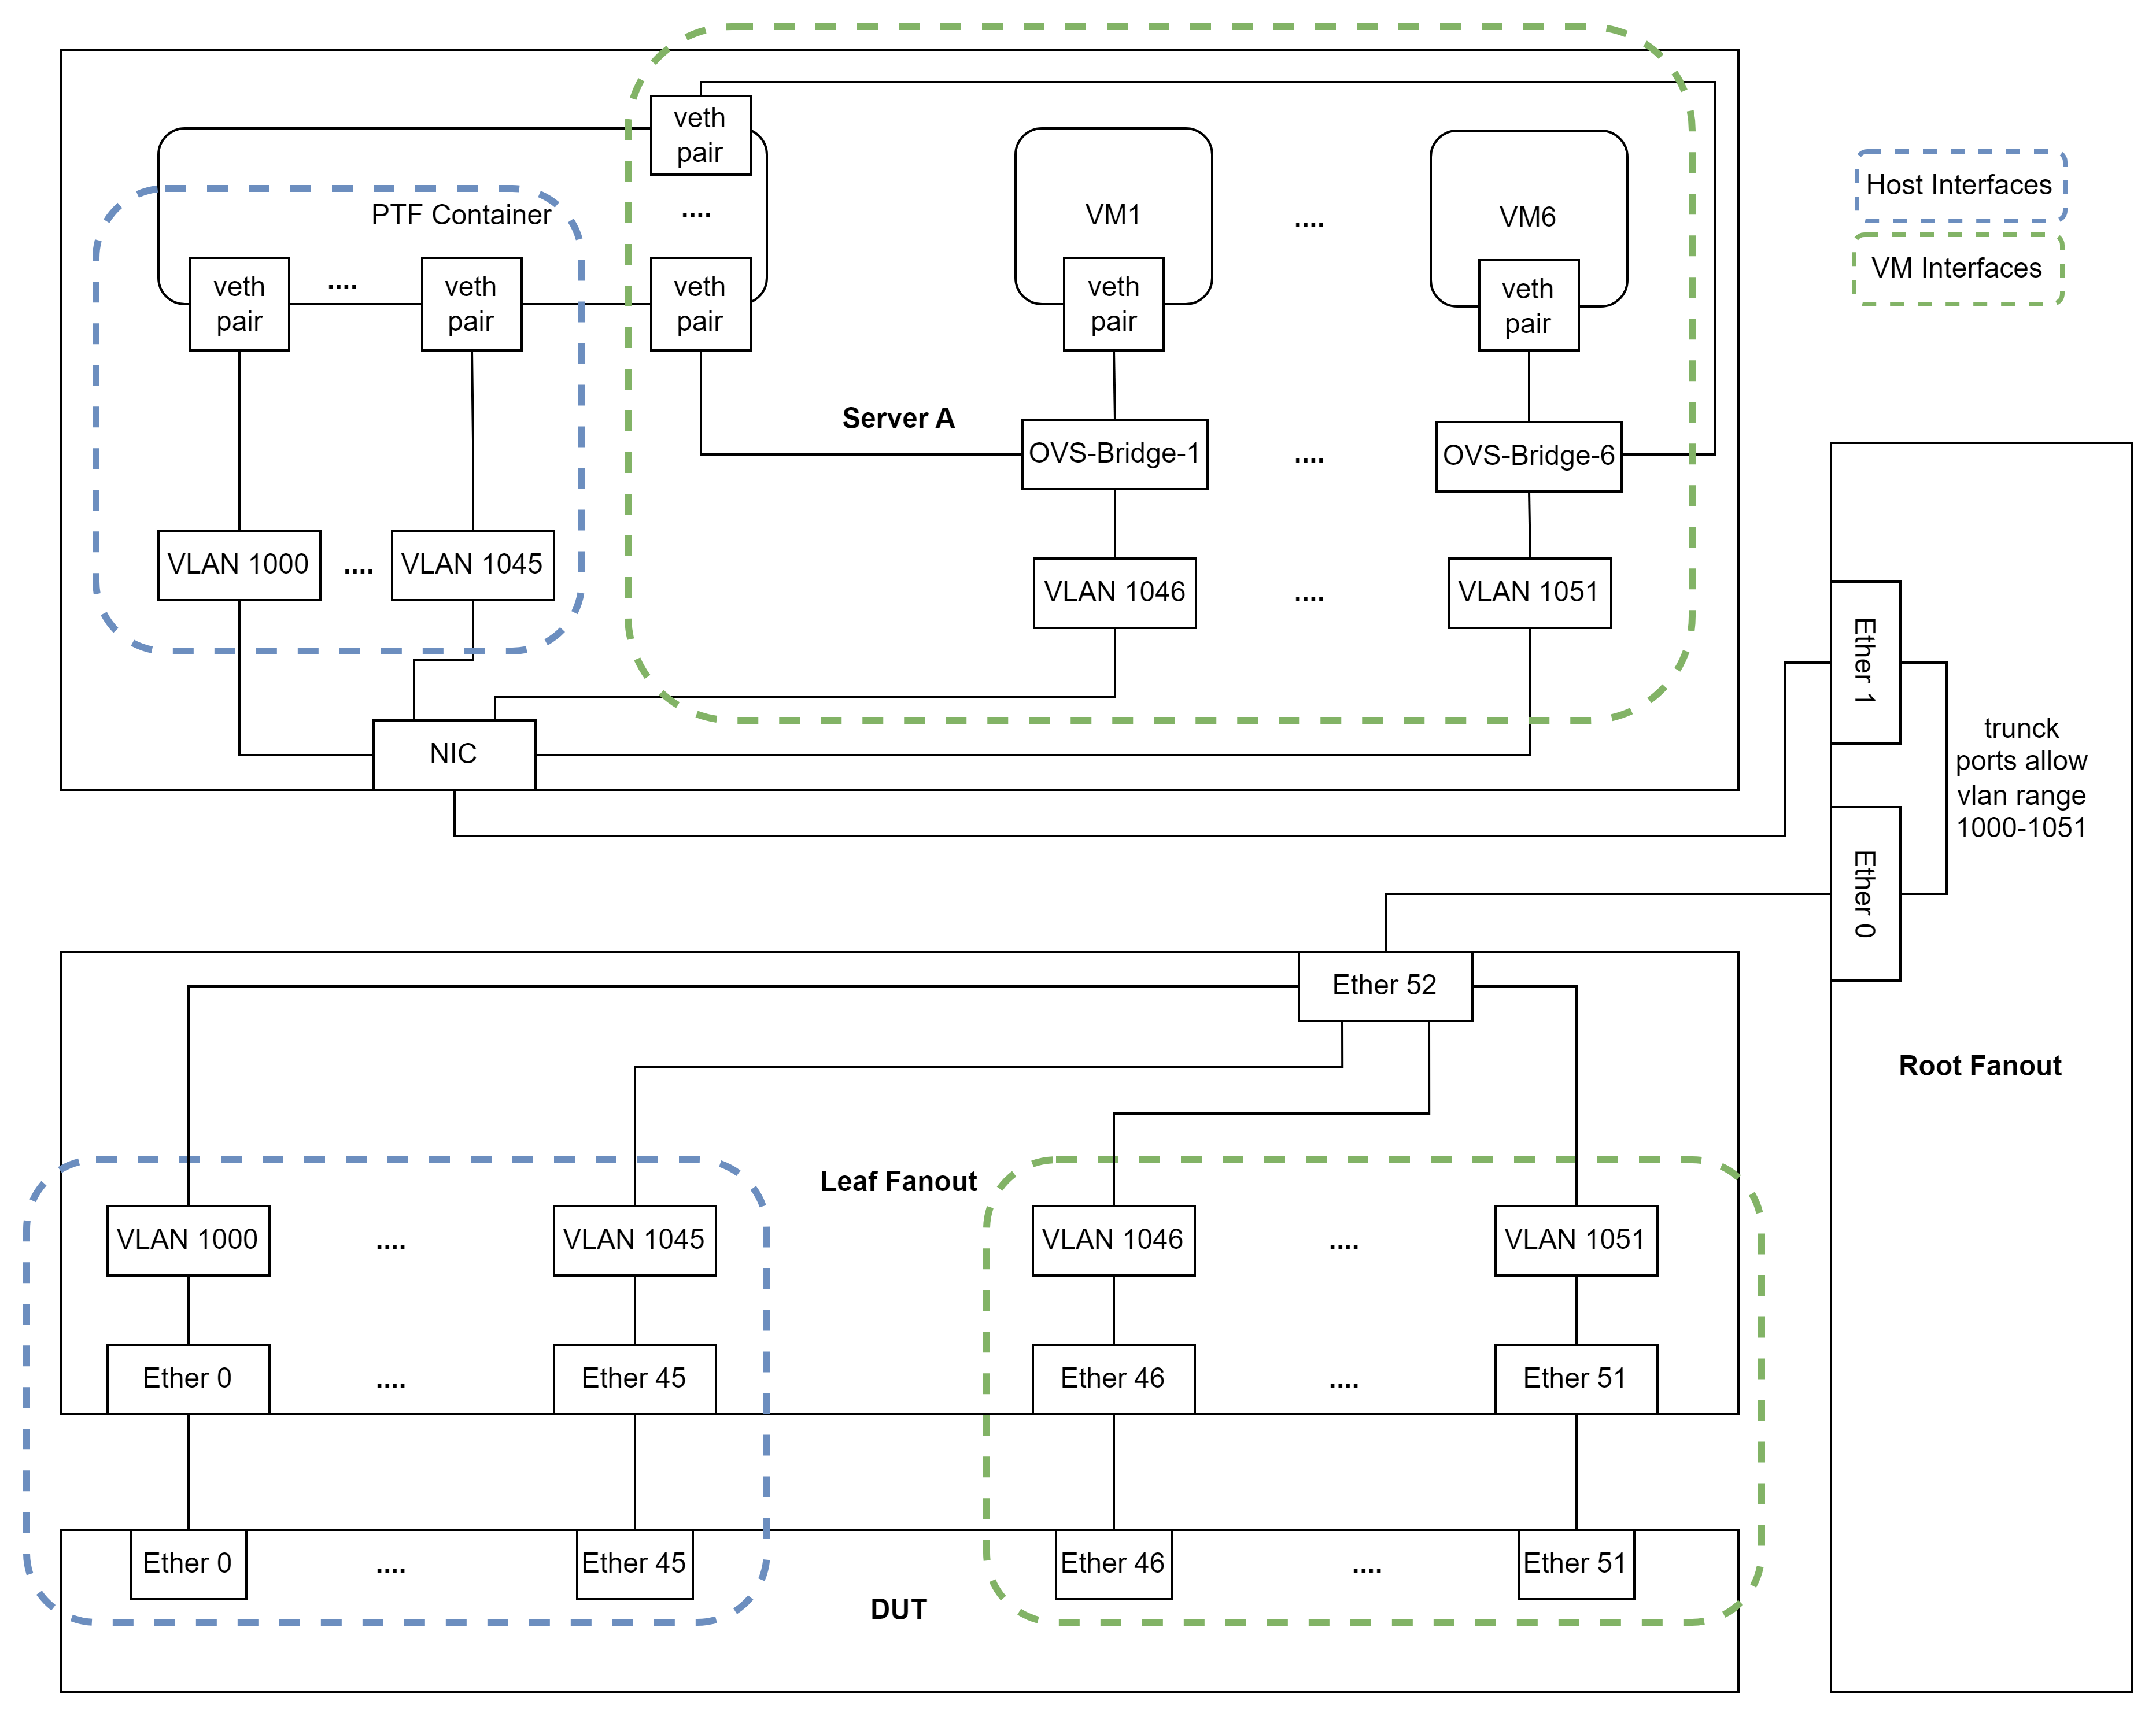 veth
pair
....
PTF Container
VM1
....
VM6
Host Interfaces
VM Interfaces
veth
pair
....
veth
pair
veth
pair
veth
pair
veth
pair
Server A
OVS-Bridge-1
....
OVS-Bridge-6
VLAN 1000
....
VLAN 1045
VLAN 1046
....
VLAN 1051
NIC
Ether 1
trunck
ports allow
vlan range
1000-1051
Ether 0
Ether 52
Root Fanout
Leaf Fanout
VLAN 1000
....
VLAN 1045
VLAN 1046
....
VLAN 1051
Ether 0
....
Ether 45
Ether 46
....
Ether 51
Ether 0
....
Ether 45
Ether 46
....
Ether 51
DUT